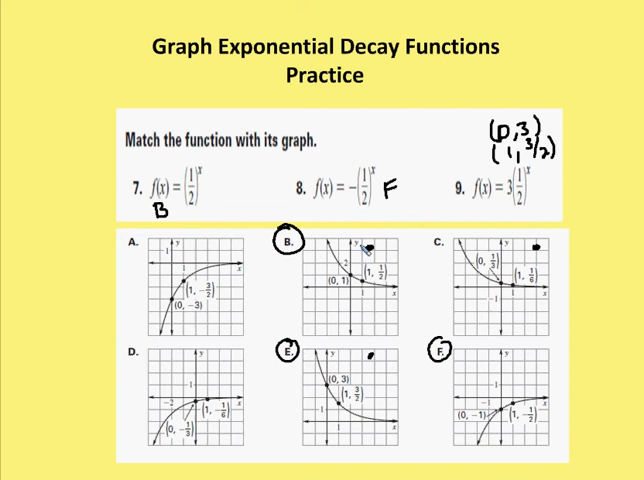 Graph Exponential Decay Functions
Practice
(0,3)
(1, 3/2)
Match the function with its graph.
7. f(x) = (1/2)^x
B
8. f(x) = -(1/2)^x F
9. f(x) = 3(1/2)^x
A.
y
1
x
1
(1, -3/2)
(0, -3)
B.
y
2
(1, 1/2)
(0, 1)
1
x
C.
y
(0, 1/3)
(1, 1/6)
-1
1
x
D.
y
1
-2
x
(1, -1/6)
(0, -1/3)
E.
y
(0, 3)
(1, 3/2)
1
1
x
F.
y
1
-1
x
(0, -1)
(1, -1/2)